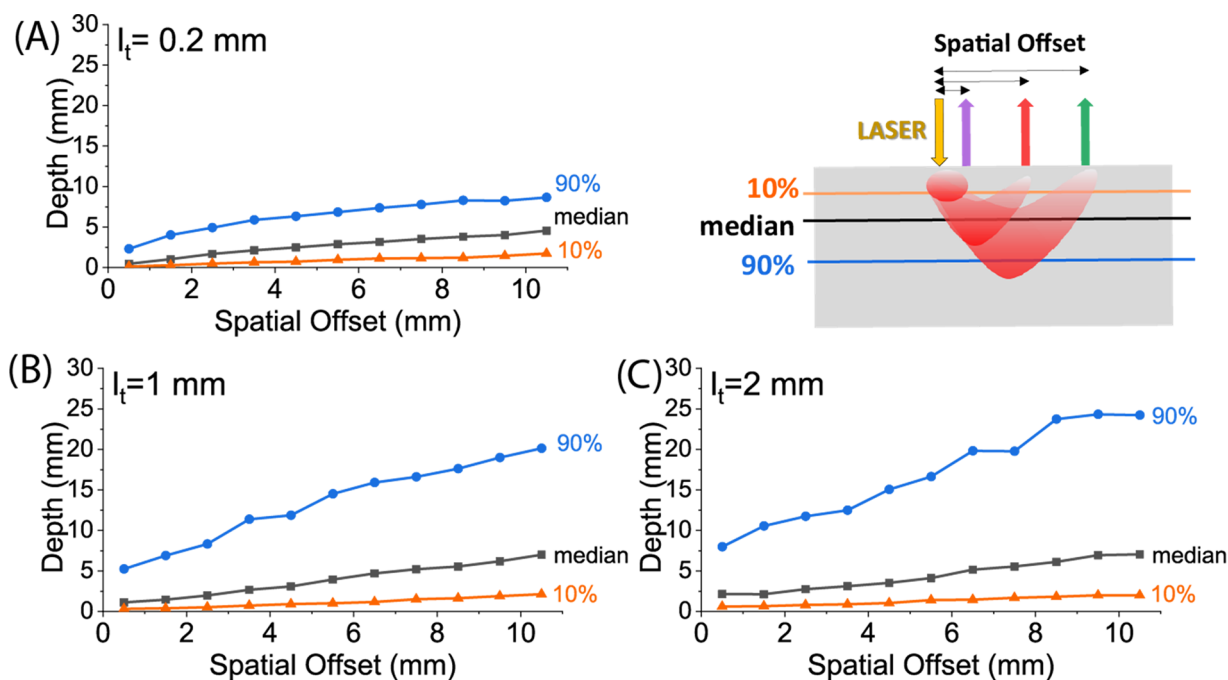 (A)
lt= 0.2 mm
30
25
20
15
10
5
0
Depth (mm)
90%
median
10%
0 2 4 6 8 10
Spatial Offset (mm)
Spatial Offset
LASER
10%
median
90%
(B)
lt=1 mm
30
25
20
15
10
5
0
Depth (mm)
90%
median
10%
0 2 4 6 8 10
Spatial Offset (mm)
(C)
lt=2 mm
30
25
20
15
10
5
0
Depth (mm)
90%
median
10%
0 2 4 6 8 10
Spatial Offset (mm)